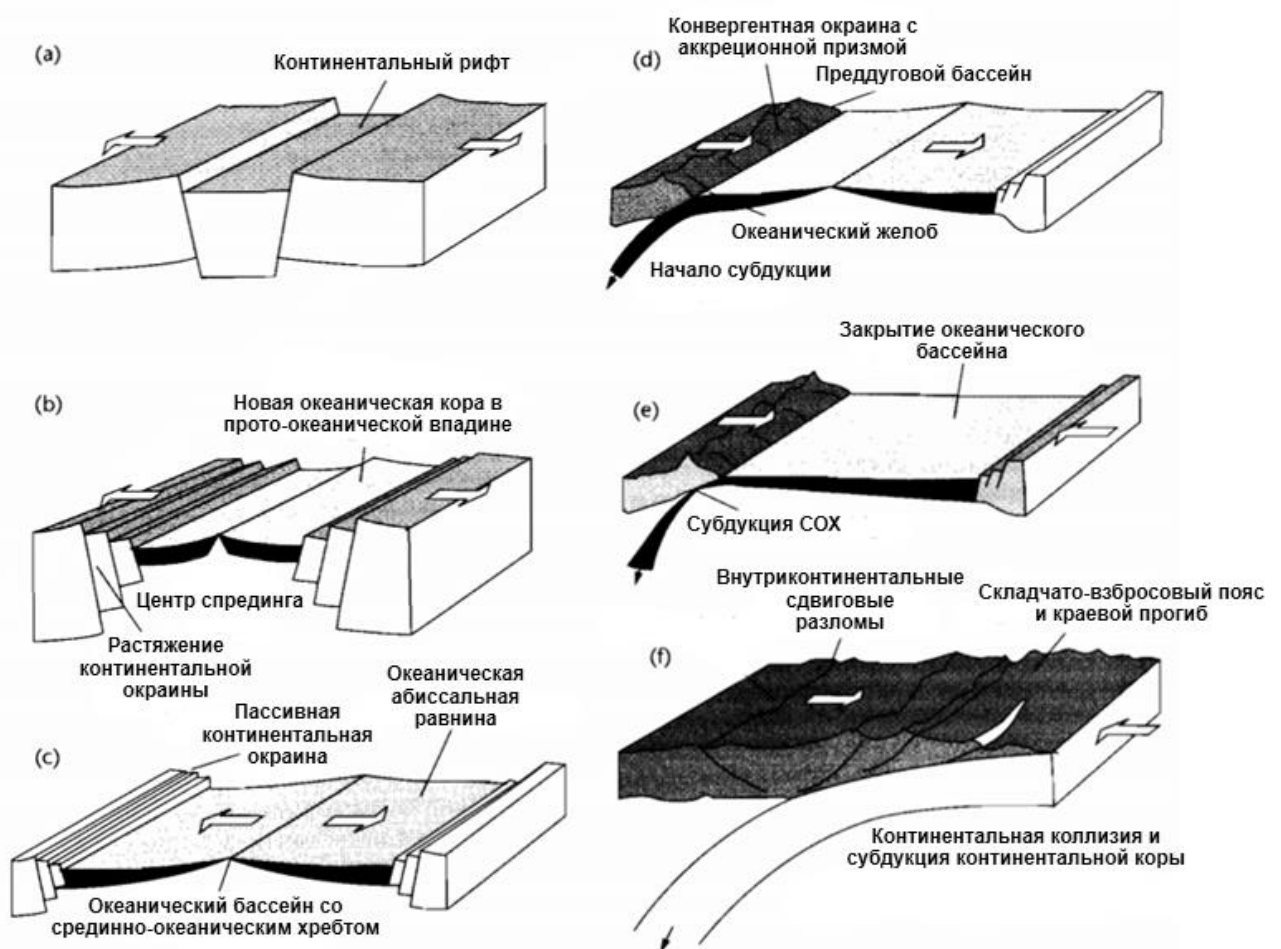 (a)
Континентальный рифт
(b)
Новая океаническая кора в
прото-океанической впадине
Центр спрединга
Растяжение
континентальной
окраины
(c)
Пассивная
континентальная
окраина
Океаническая
абиссальная
равнина
Океанический бассейн со
срединно-океаническим хребтом
(d)
Конвергентная окраина с
аккреционной призмой
Преддуговой бассейн
Океанический желоб
Начало субдукции
(e)
Закрытие океанического
бассейна
Субдукция СОХ
(f)
Внутриконтинентальные
сдвиговые
разломы
Складчато-взбросовый пояс
и краевой прогиб
Континентальная коллизия и
субдукция континентальной коры